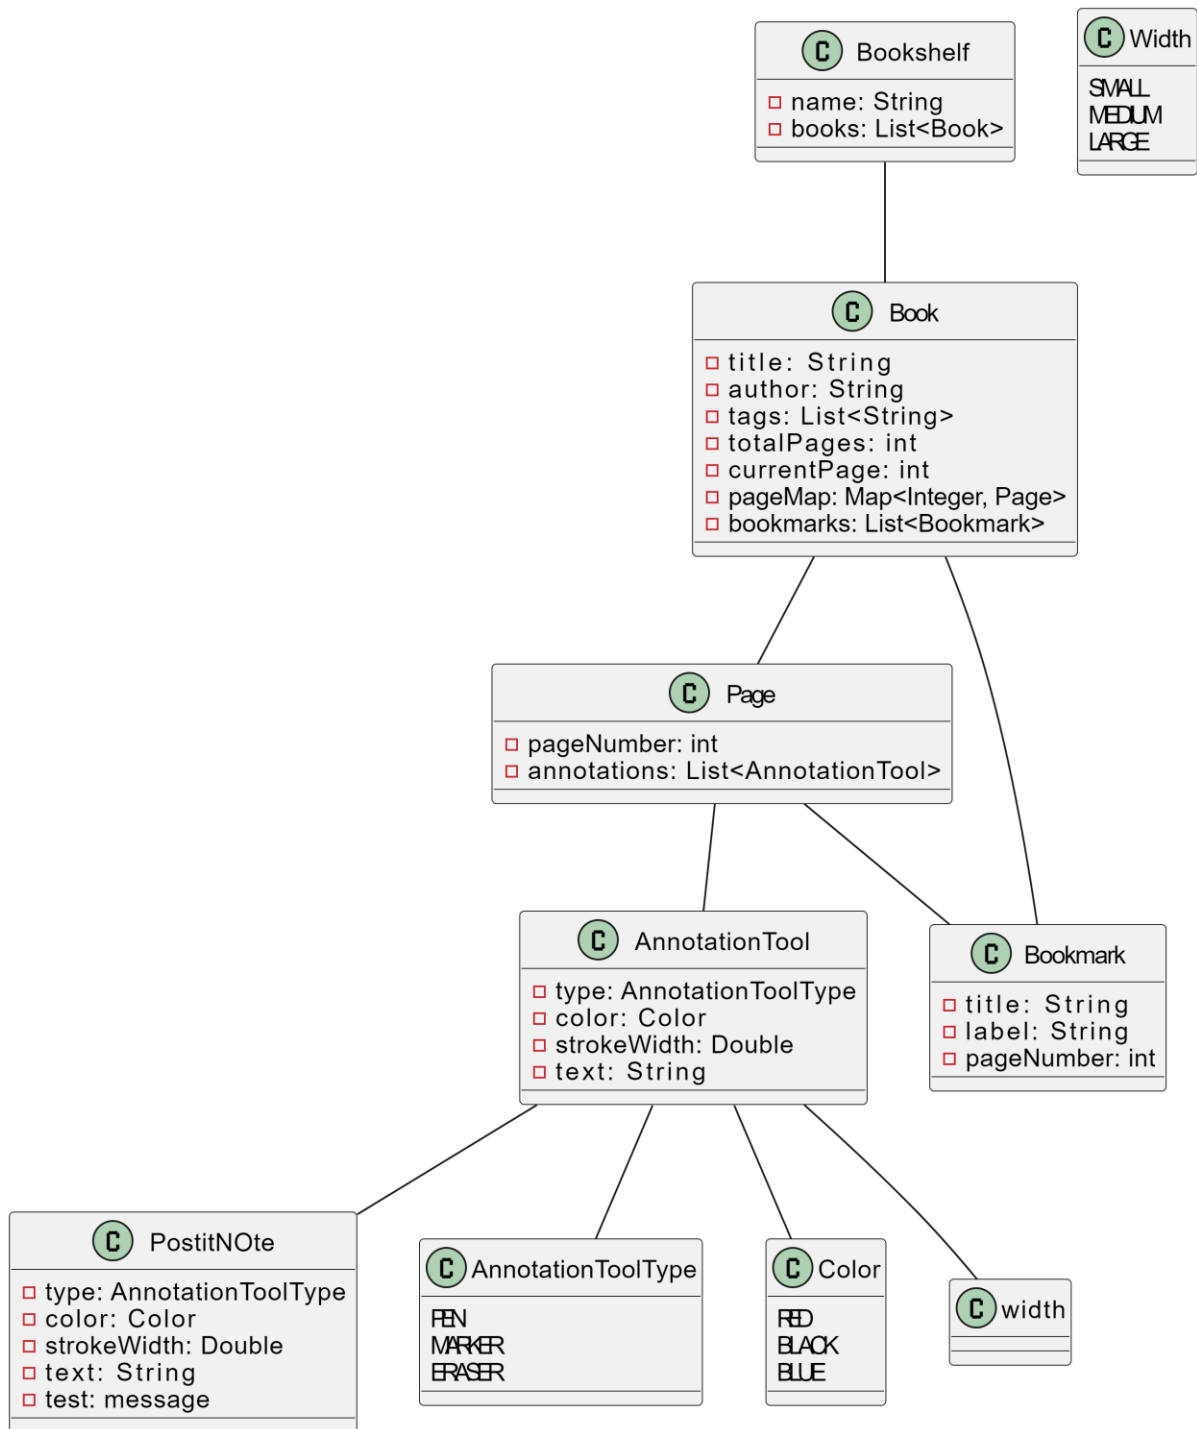 C Bookshelf
name: String
books: List<Book>
C Width
SMALL
MEDIUM
LARGE
C Book
title: String
author: String
tags: List<String>
totalPages: int
currentPage: int
pageMap: Map<Integer, Page>
bookmarks: List<Bookmark>
C Page
pageNumber: int
annotations: List<AnnotationTool>
C AnnotationTool
type: AnnotationToolType
color: Color
strokeWidth: Double
text: String
C Bookmark
title: String
label: String
pageNumber: int
C PostitNOte
type: AnnotationToolType
color: Color
strokeWidth: Double
text: String
test: message
C AnnotationToolType
PEN
MARKER
ERASER
C Color
RED
BLACK
BLUE
C width